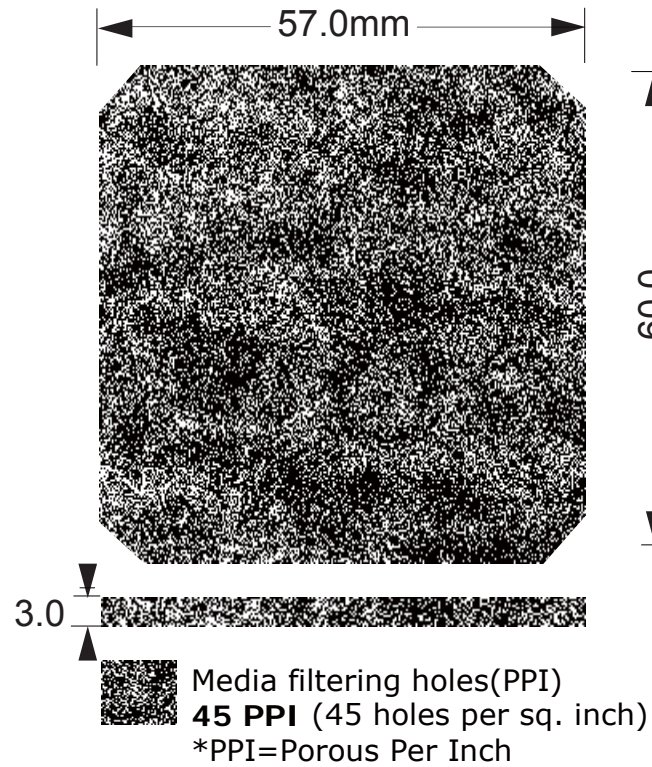 57.0mm
60.0
3.0
Media filtering holes(PPI)
45 PPI (45 holes per sq. inch)
*PPI=Porous Per Inch